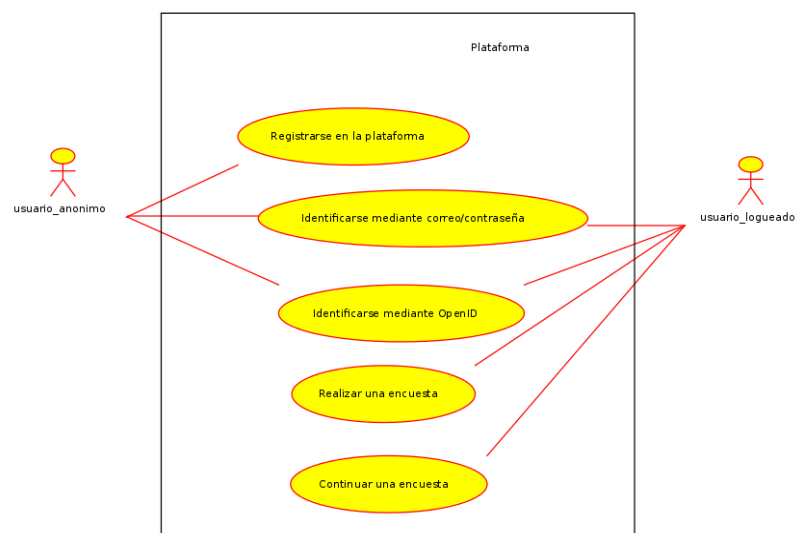 Plataforma
Registrarse en la plataforma
usuario_anonimo
Identificarse mediante correo/contraseña
usuario_logueado
Identificarse mediante OpenID
Realizar una encuesta
Continuar una encuesta